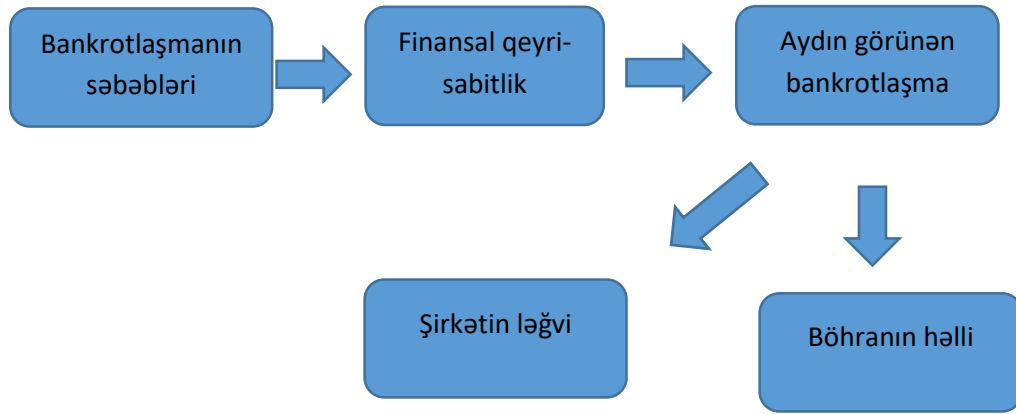 Bankrotlaşmanın
səbəbləri
Finansal qeyri-
sabitlik
Aydın görünən
bankrotlaşma
Şirkətin ləğvi
Böhranın həlli